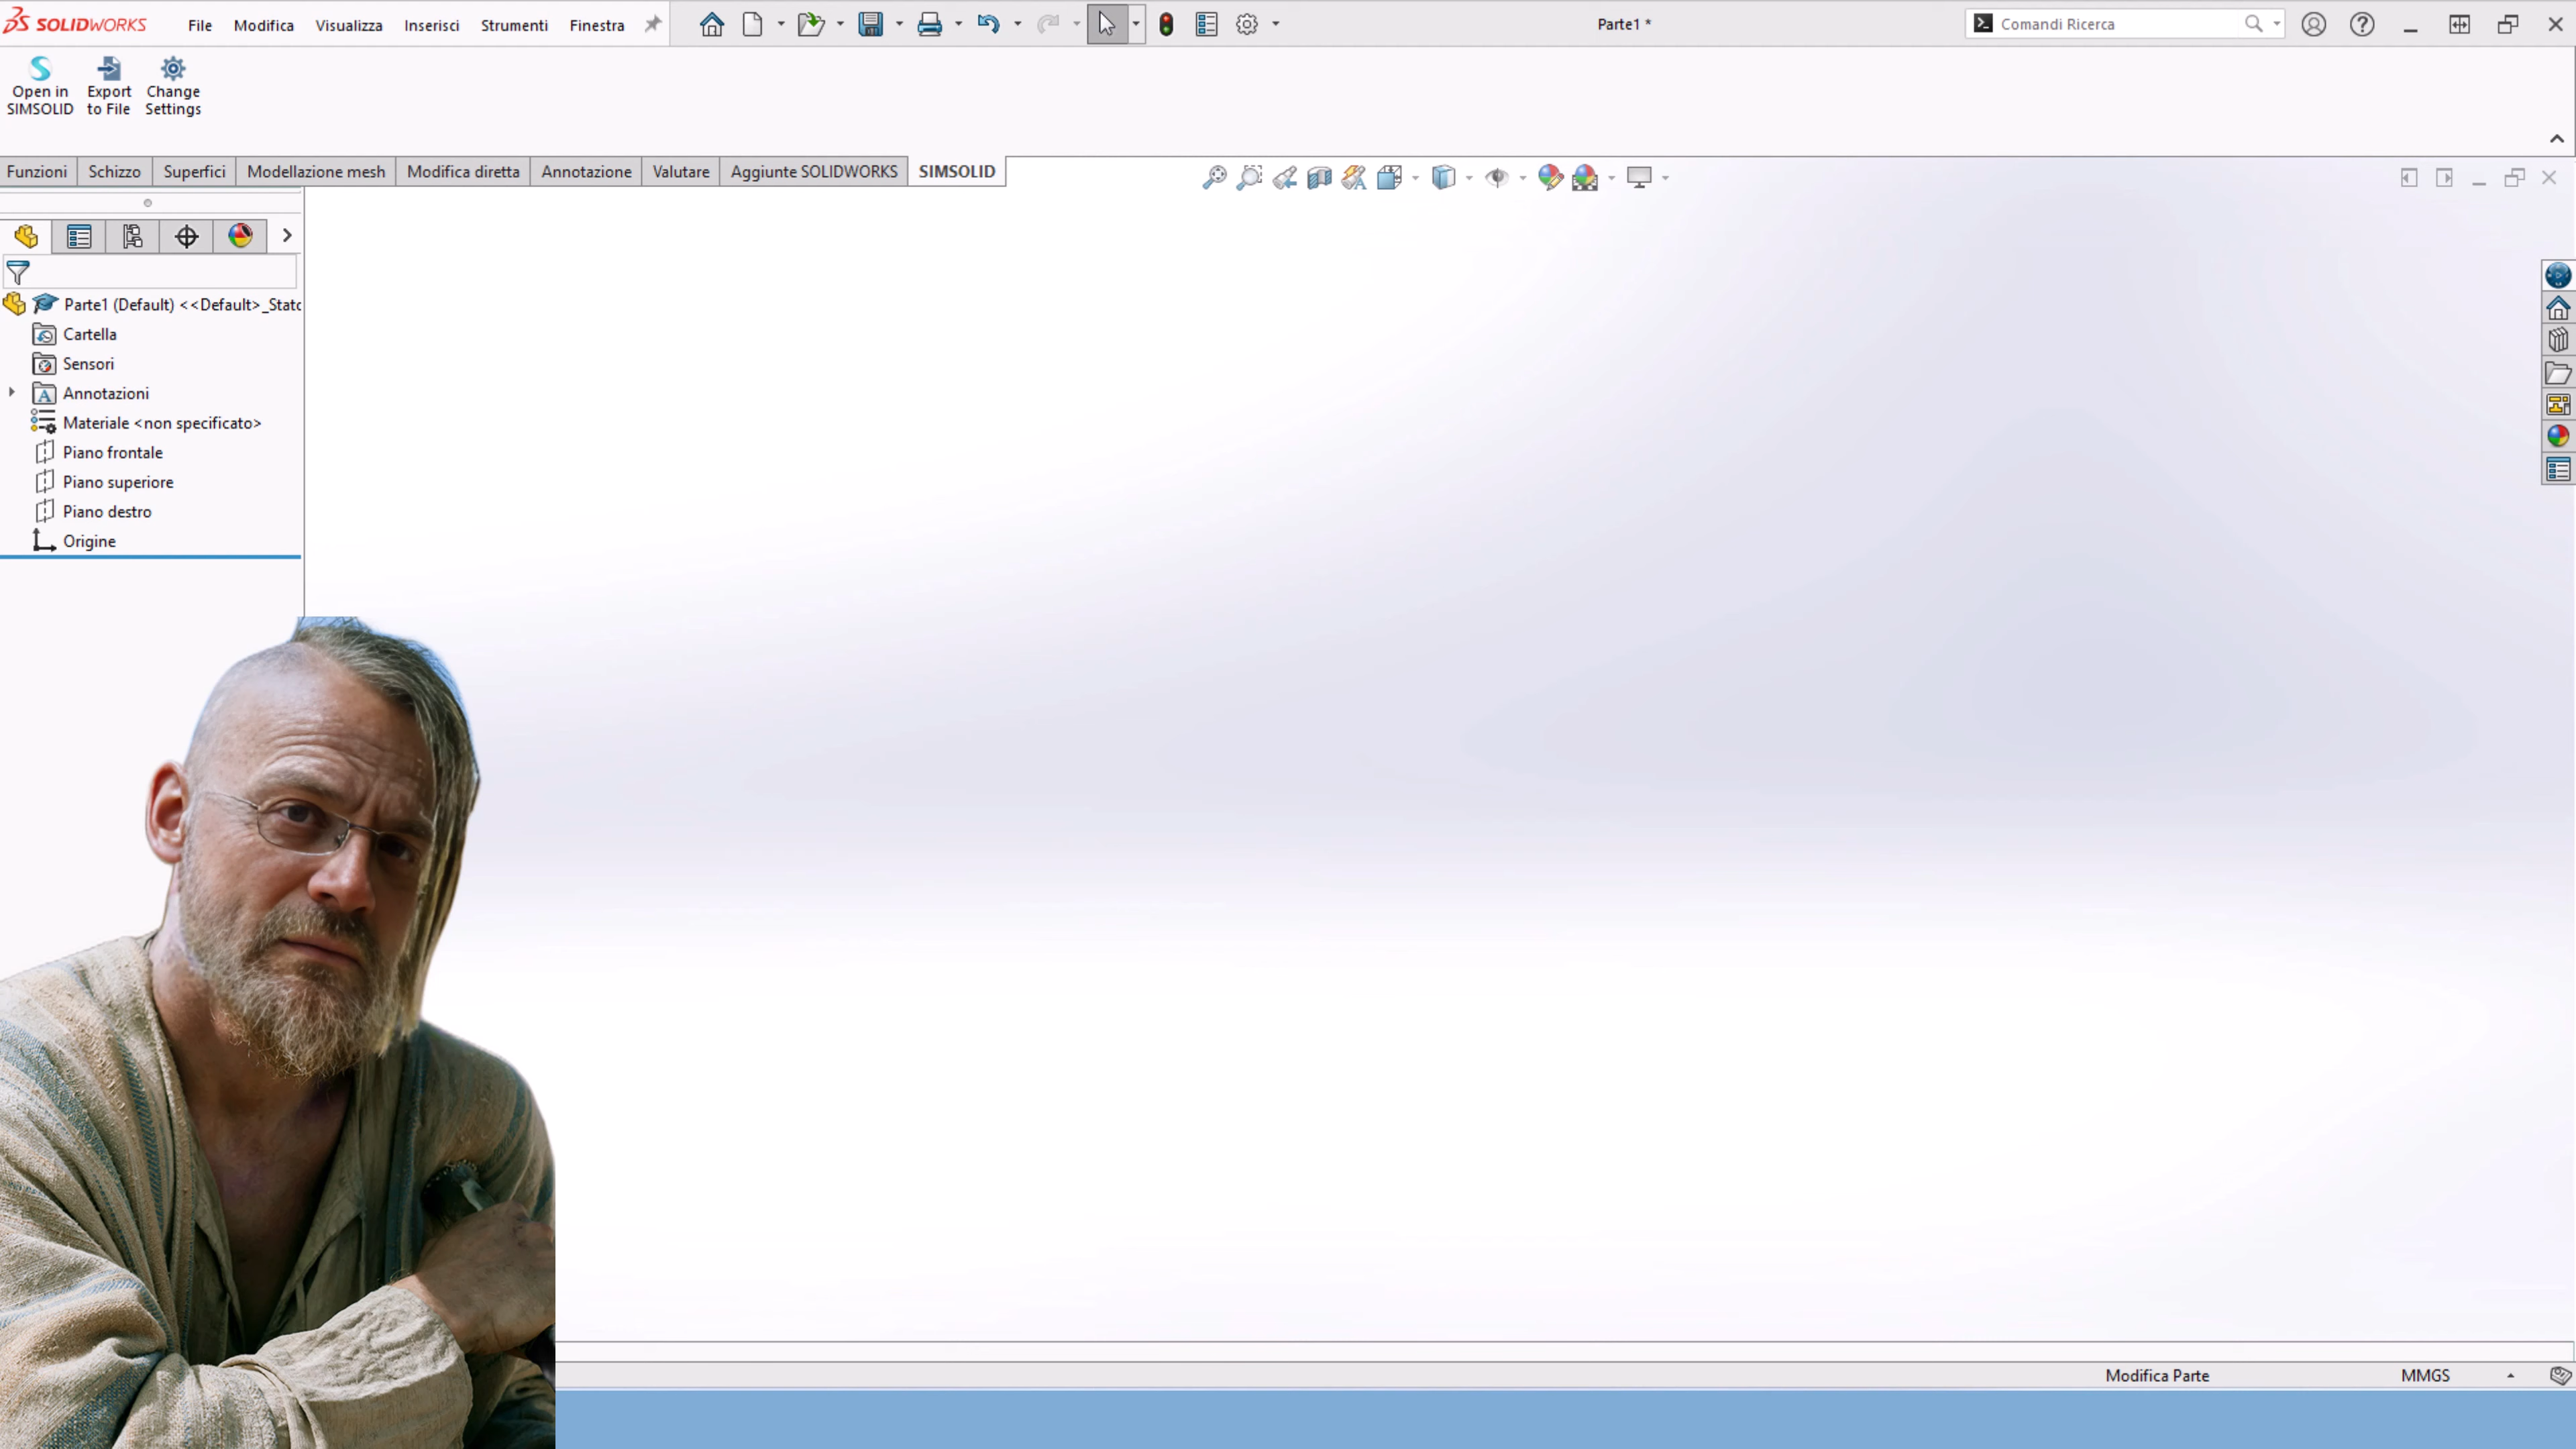 SOLIDWORKS File Modifica Visualizza Inserisci Strumenti Finestra Parte1 * Comandi Ricerca
Open in SIMSOLID
Export to File
Change Settings
Funzioni Schizzo Superfici Modellazione mesh Modifica diretta Annotazione Valutare Aggiunte SOLIDWORKS SIMSOLID
Parte1 (Default) <<Default>_Stato
Cartella
Sensori
Annotazioni
Materiale <non specificato>
Piano frontale
Piano superiore
Piano destro
Origine
Modifica Parte MMGS